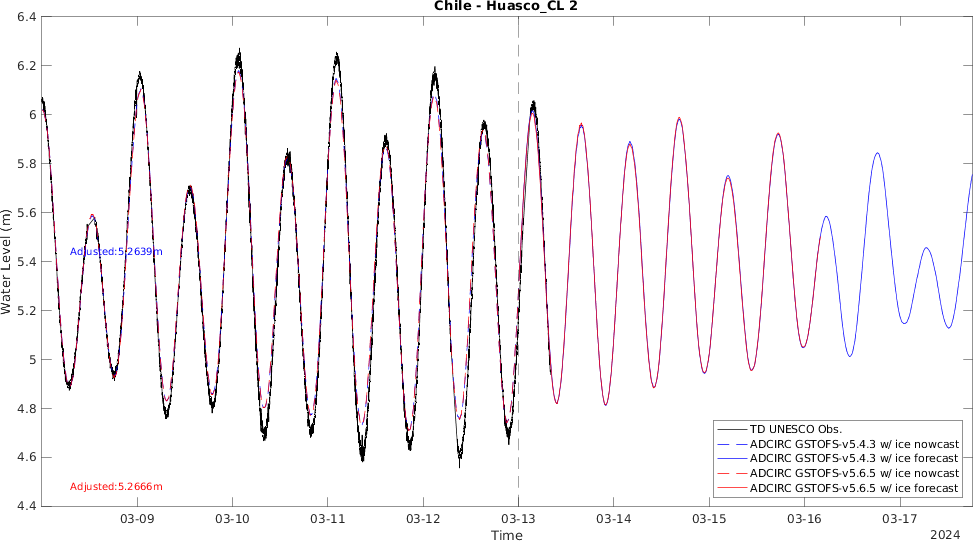 Chile - Huasco_CL 2
Water Level (m)
6.4
6.2
6
5.8
5.6
5.4
5.2
5
4.8
4.6
4.4
Adjusted:5.2639m
Adjusted:5.2666m
TD UNESCO Obs.
ADCIRC GSTOFS-v5.4.3 w/ ice nowcast
ADCIRC GSTOFS-v5.4.3 w/ ice forecast
ADCIRC GSTOFS-v5.6.5 w/ ice nowcast
ADCIRC GSTOFS-v5.6.5 w/ ice forecast
03-09 03-10 03-11 03-12 03-13 03-14 03-15 03-16 03-17
Time
2024